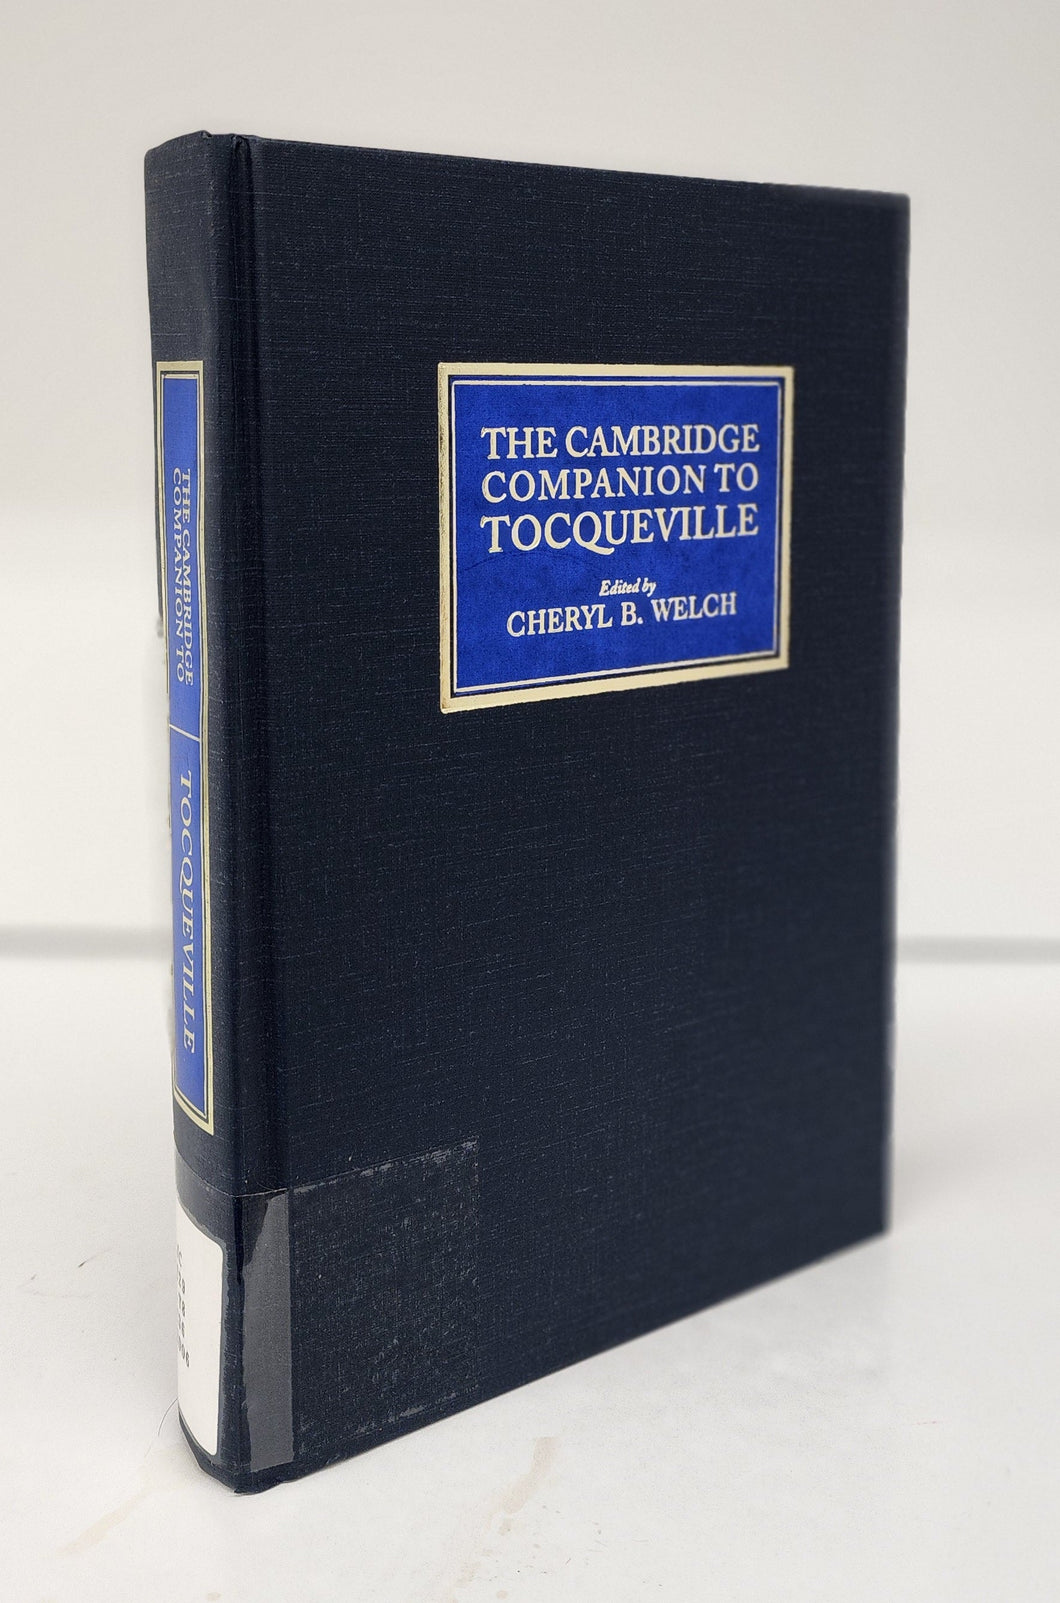 THE CAMBRIDGE
COMPANION TO
TOCQUEVILLE
Edited by
CHERYL B. WELCH
THE CAMBRIDGE
COMPANION TO
TOCQUEVILLE